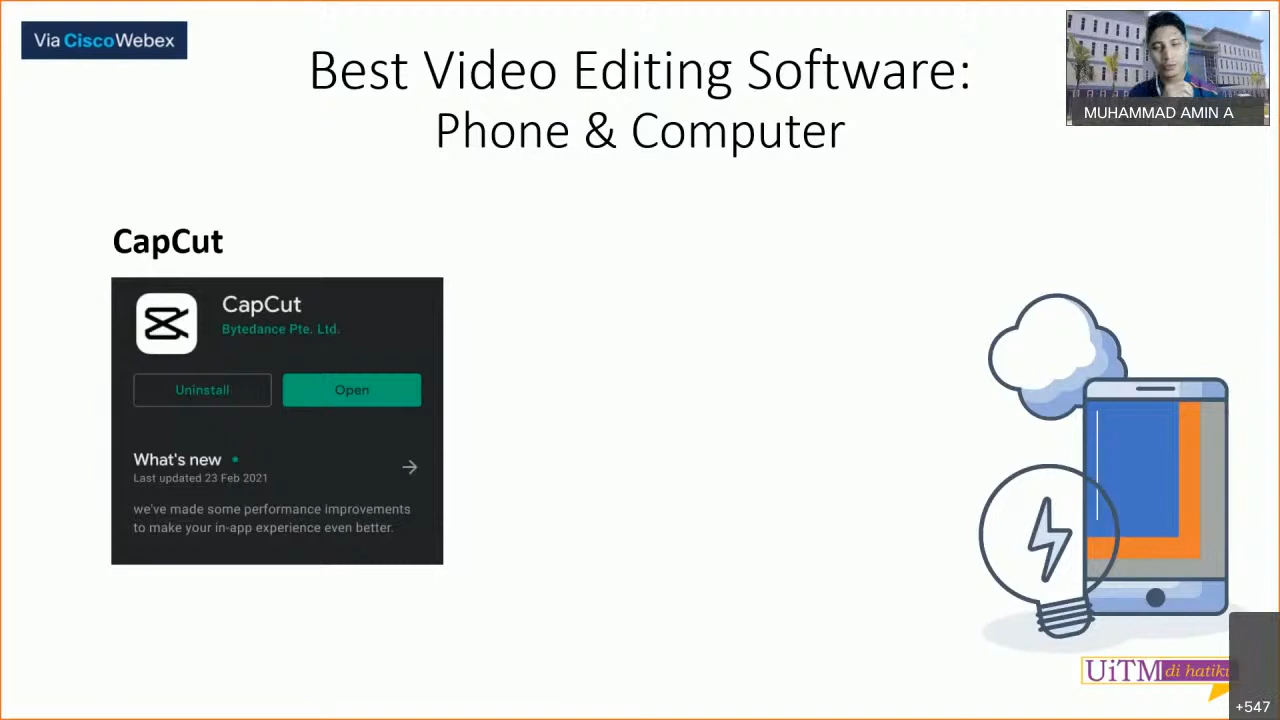 Via CiscoWebex
Best Video Editing Software:
Phone & Computer
MUHAMMAD AMIN A
CapCut
CapCut
Bytedance Pte. Ltd.
Uninstall
Open
What's new
Last updated 23 Feb 2021
we've made some performance improvements
to make your in-app experience even better.
UiTM di hatiku
+547